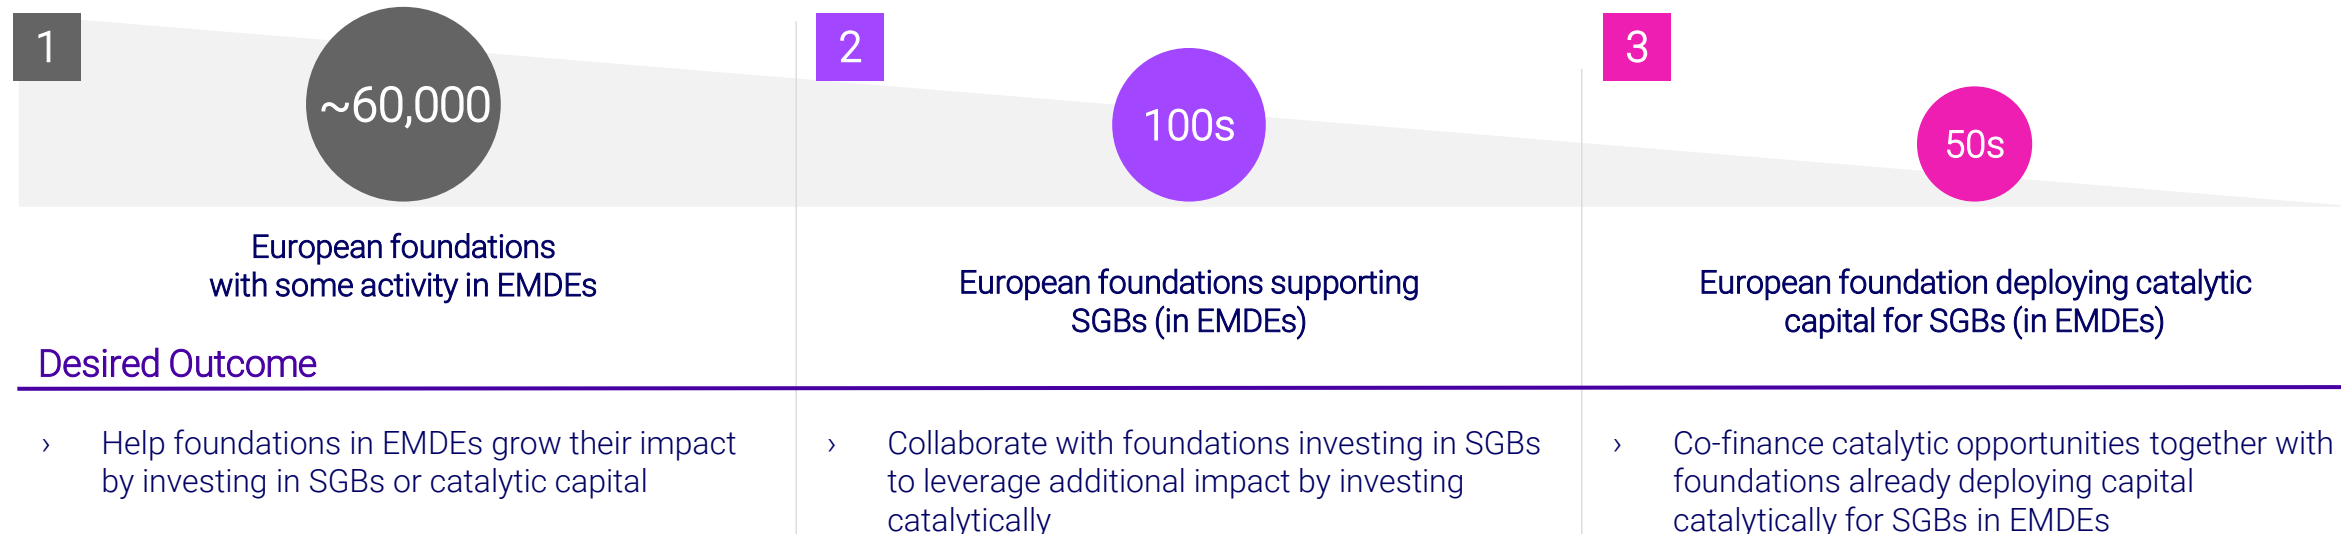 1
~60,000
European foundations
with some activity in EMDEs
2
100s
European foundations supporting
SGBs (in EMDEs)
3
50s
European foundation deploying catalytic
capital for SGBs (in EMDEs)
Desired Outcome
› Help foundations in EMDEs grow their impact
by investing in SGBs or catalytic capital
› Collaborate with foundations investing in SGBs
to leverage additional impact by investing
catalytically
› Co-finance catalytic opportunities together with
foundations already deploying capital
catalytically for SGBs in EMDEs